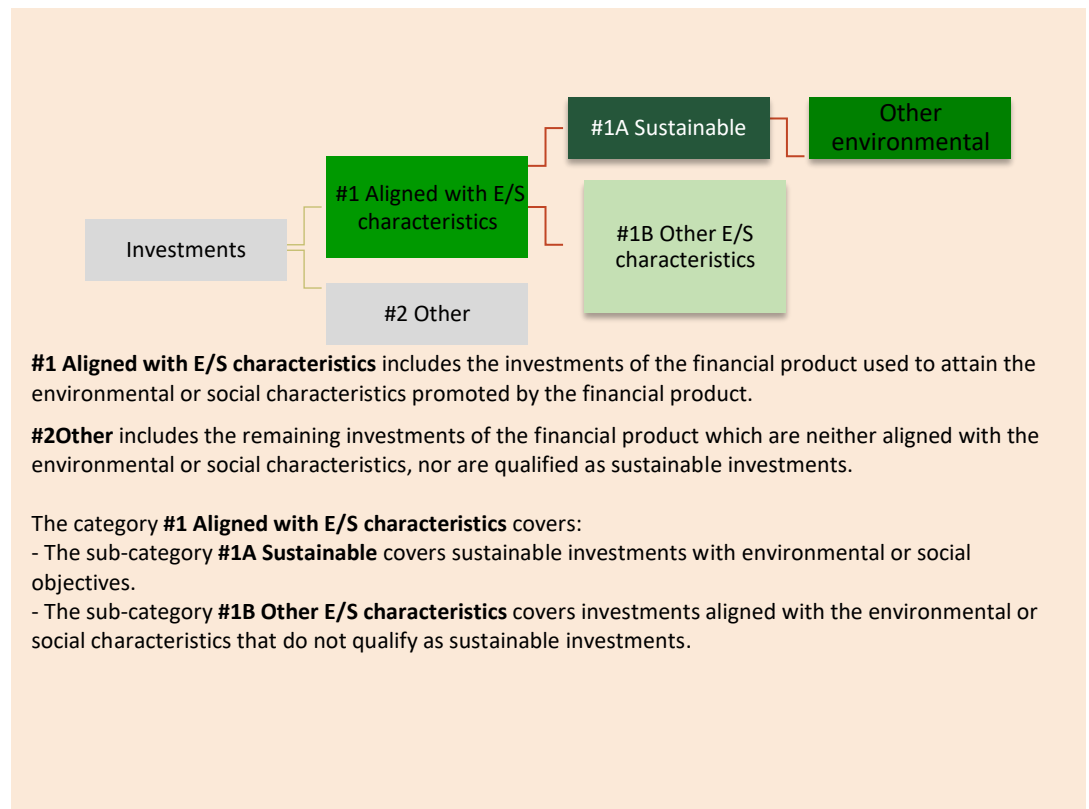 #1A Sustainable
Other
environmental
#1 Aligned with E/S
characteristics
#1B Other E/S
characteristics
Investments
#2 Other
#1 Aligned with E/S characteristics includes the investments of the financial product used to attain the
environmental or social characteristics promoted by the financial product.
#2Other includes the remaining investments of the financial product which are neither aligned with the
environmental or social characteristics, nor are qualified as sustainable investments.
The category #1 Aligned with E/S characteristics covers:
- The sub-category #1A Sustainable covers sustainable investments with environmental or social
objectives.
- The sub-category #1B Other E/S characteristics covers investments aligned with the environmental or
social characteristics that do not qualify as sustainable investments.